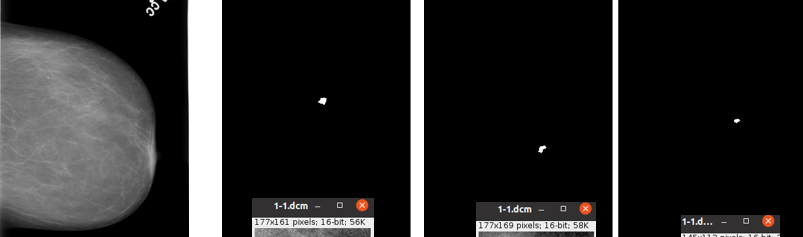 1-1.dcm
177x161 pixels; 16-bit; 56K
1-1.dcm
177x169 pixels; 16-bit; 58K
1-1.d...